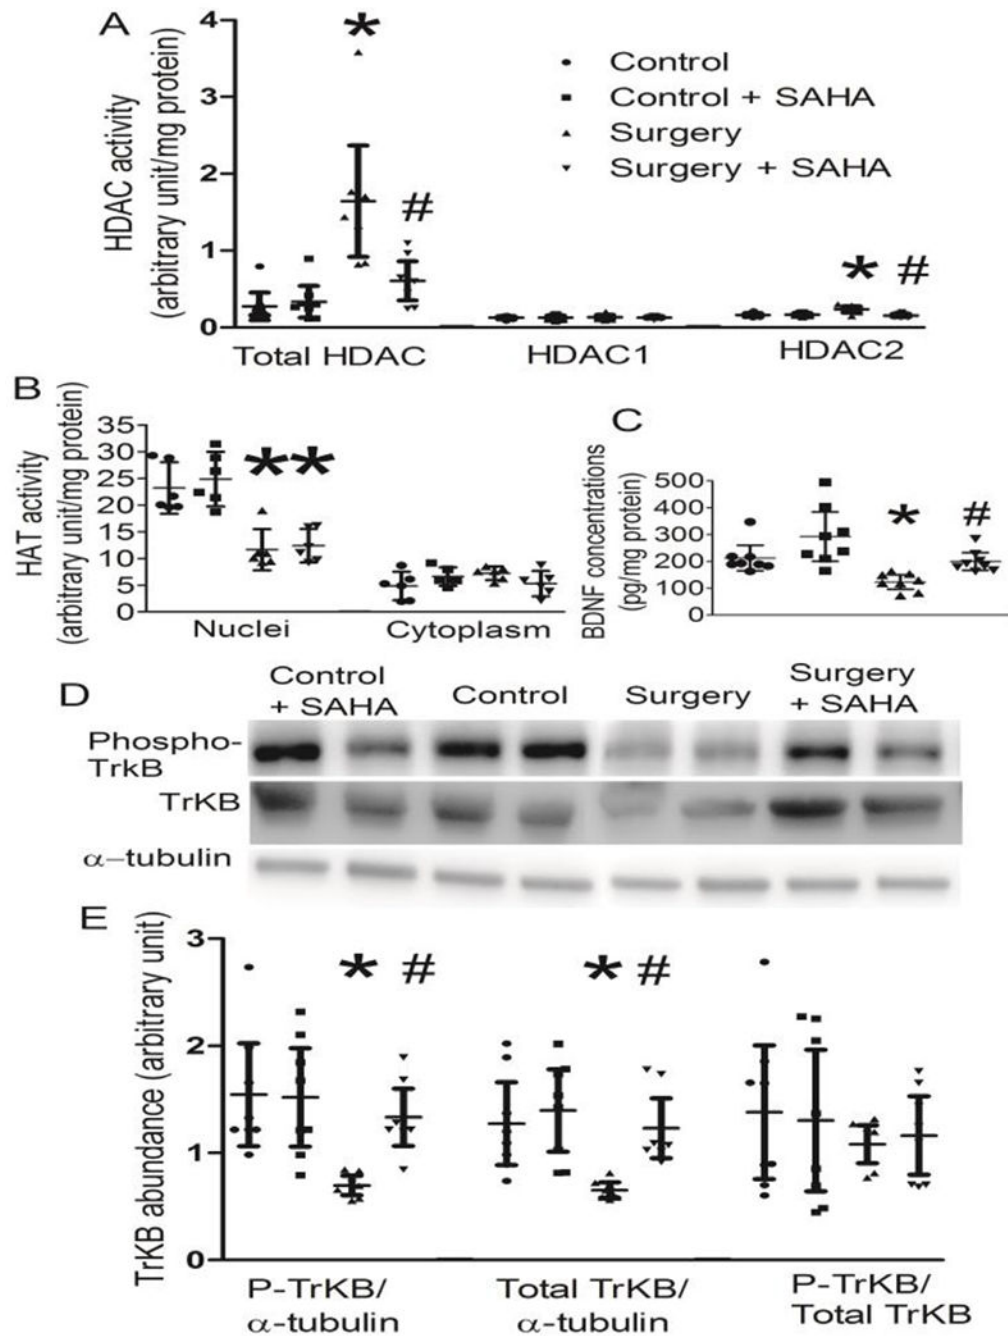 A
HDAC activity
(arbitrary unit/mg protein)
4
3
2
1
0
*
#
Control
Control + SAHA
Surgery
Surgery + SAHA
* #
Total HDAC HDAC1 HDAC2
B
HAT activity
(arbitrary unit/mg protein)
35
30
25
20
15
10
5
0
* *
Nuclei Cytoplasm
C
BDNF concentrations
(pg/mg protein)
500
400
300
200
100
0
* #
D
Control
+ SAHA
Control
Surgery
Surgery
+ SAHA
Phospho-
TrkB
TrKB
α–tubulin
E
TrKB abundance (arbitrary unit)
3
2
1
0
* # * #
P-TrKB/
α-tubulin
Total TrKB/
α-tubulin
P-TrKB/
Total TrKB